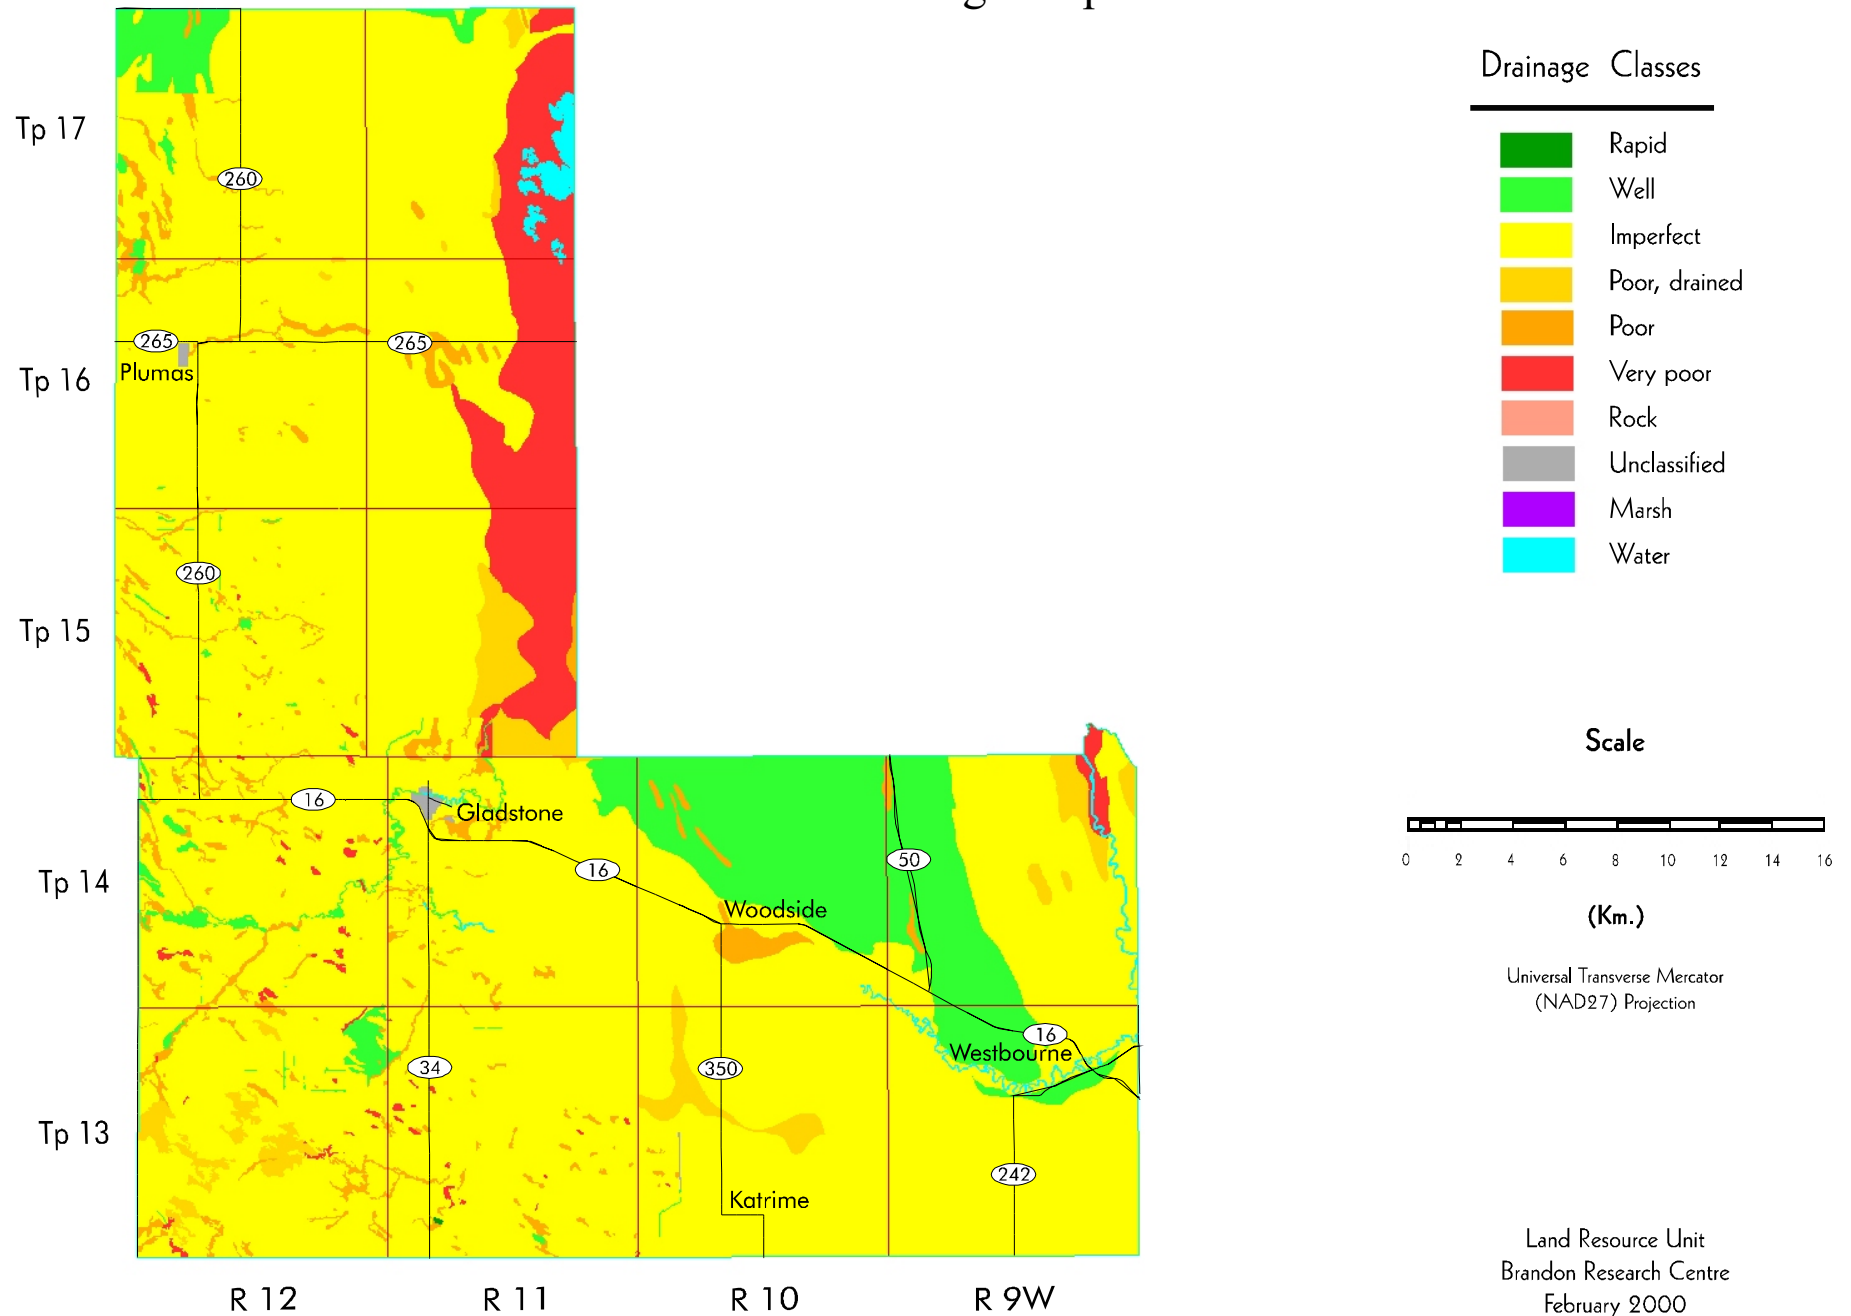 Drainage Classes
Rapid
Well
Imperfect
Poor, drained
Poor
Very poor
Rock
Unclassified
Marsh
Water
Tp 17
260
265
265
Plumas
Tp 16
260
Tp 15
16
Gladstone
16
50
Tp 14
Woodside
16
Westbourne
34
350
Tp 13
242
Katrime
R 12
R 11
R 10
R 9W
Scale
0 2 4 6 8 10 12 14 16
(Km.)
Universal Transverse Mercator
(NAD27) Projection
Land Resource Unit
Brandon Research Centre
February 2000